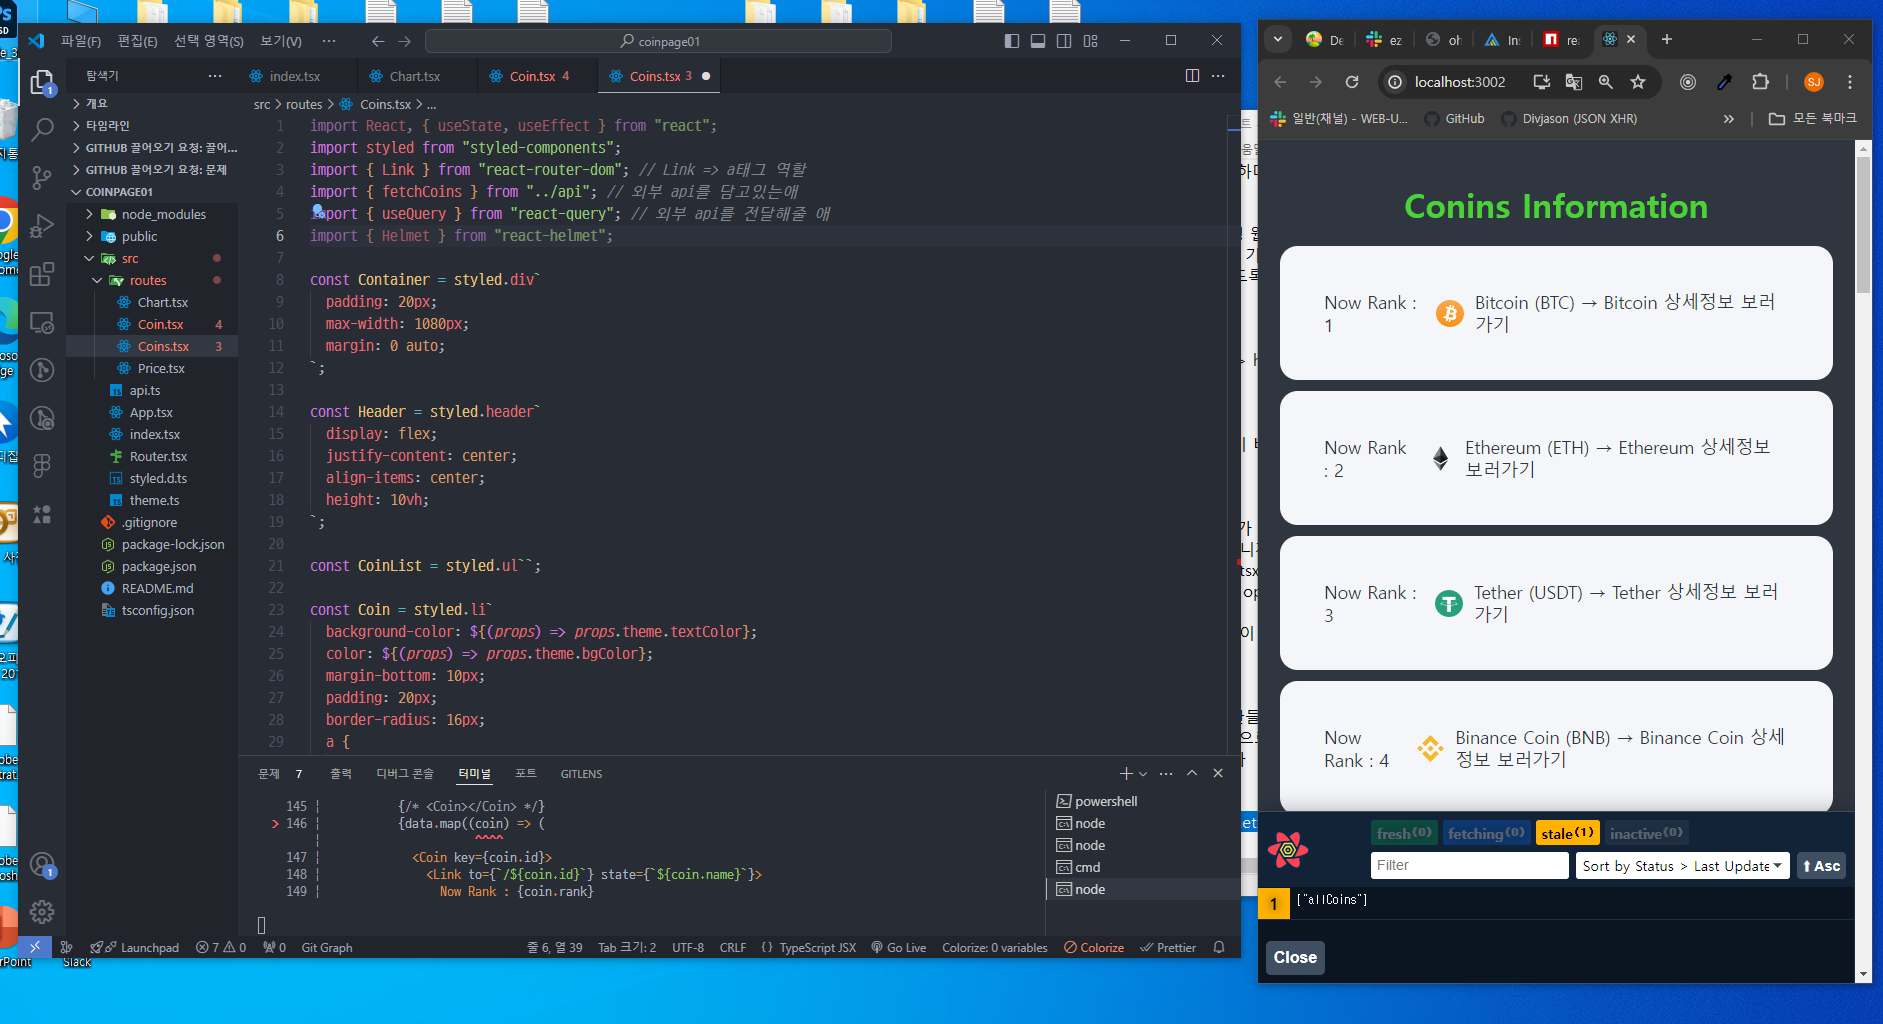 파일(F) 편집(E) 선택 영역(S) 보기(V) ··· coinpage01
탐색기 ···
index.tsx Chart.tsx Coin.tsx 4 Coins.tsx 3
src > routes > Coins.tsx > ...
개요
타임라인
GITHUB 끌어오기 요청: 끌어...
GITHUB 끌어오기 요청: 문제
COINPAGE01
node_modules
public
src
routes
Chart.tsx
Coin.tsx 4
Coins.tsx 3
Price.tsx
api.ts
App.tsx
index.tsx
Router.tsx
styled.d.ts
theme.ts
.gitignore
package-lock.json
package.json
README.md
tsconfig.json
1 import React, { useState, useEffect } from "react";
2 import styled from "styled-components";
3 import { Link } from "react-router-dom"; // Link => a태그 역할
4 import { fetchCoins } from "../api"; // 외부 api를 담고있는애
5 import { useQuery } from "react-query"; // 외부 api를 전달해줄 애
6 import { Helmet } from "react-helmet";
7
8 const Container = styled.div`
9 padding: 20px;
10 max-width: 1080px;
11 margin: 0 auto;
12 `;
13
14 const Header = styled.header`
15 display: flex;
16 justify-content: center;
17 align-items: center;
18 height: 10vh;
19 `;
20
21 const CoinList = styled.ul``;
22
23 const Coin = styled.li`
24 background-color: ${(props) => props.theme.textColor};
25 color: ${(props) => props.theme.bgColor};
26 margin-bottom: 10px;
27 padding: 20px;
28 border-radius: 16px;
29 a {
문제 7 출력 디버그 콘솔 터미널 포트 GITLENS
145 | {/* <Coin></Coin> */}
> 146 | {data.map((coin) => (
| ^^^^
147 | <Coin key={coin.id}>
148 | <Link to={`/${coin.id}`} state={`${coin.name}`}>
149 | Now Rank : {coin.rank}
powershell
node
node
cmd
node
Launchpad 7 0 0 Git Graph 줄 6, 열 39 Tab 크기: 2 UTF-8 CRLF {} TypeScript JSX Go Live Colorize: 0 variables Colorize Prettier
Slack
De ez oh In re
localhost:3002 SJ
일반(채널) - WEB-U... GitHub Divjason (JSON XHR) » 모든 북마크
Conins Information
Now Rank : 1
Bitcoin (BTC) → Bitcoin 상세정보 보러
가기
Now Rank
: 2
Ethereum (ETH) → Ethereum 상세정보
보러가기
Now Rank :
3
Tether (USDT) → Tether 상세정보 보러
가기
Now
Rank : 4
Binance Coin (BNB) → Binance Coin 상세
정보 보러가기
fresh(0) fetching(0) stale(1) inactive(0)
Filter Sort by Status > Last Update Asc
1 ["allCoins"]
Close